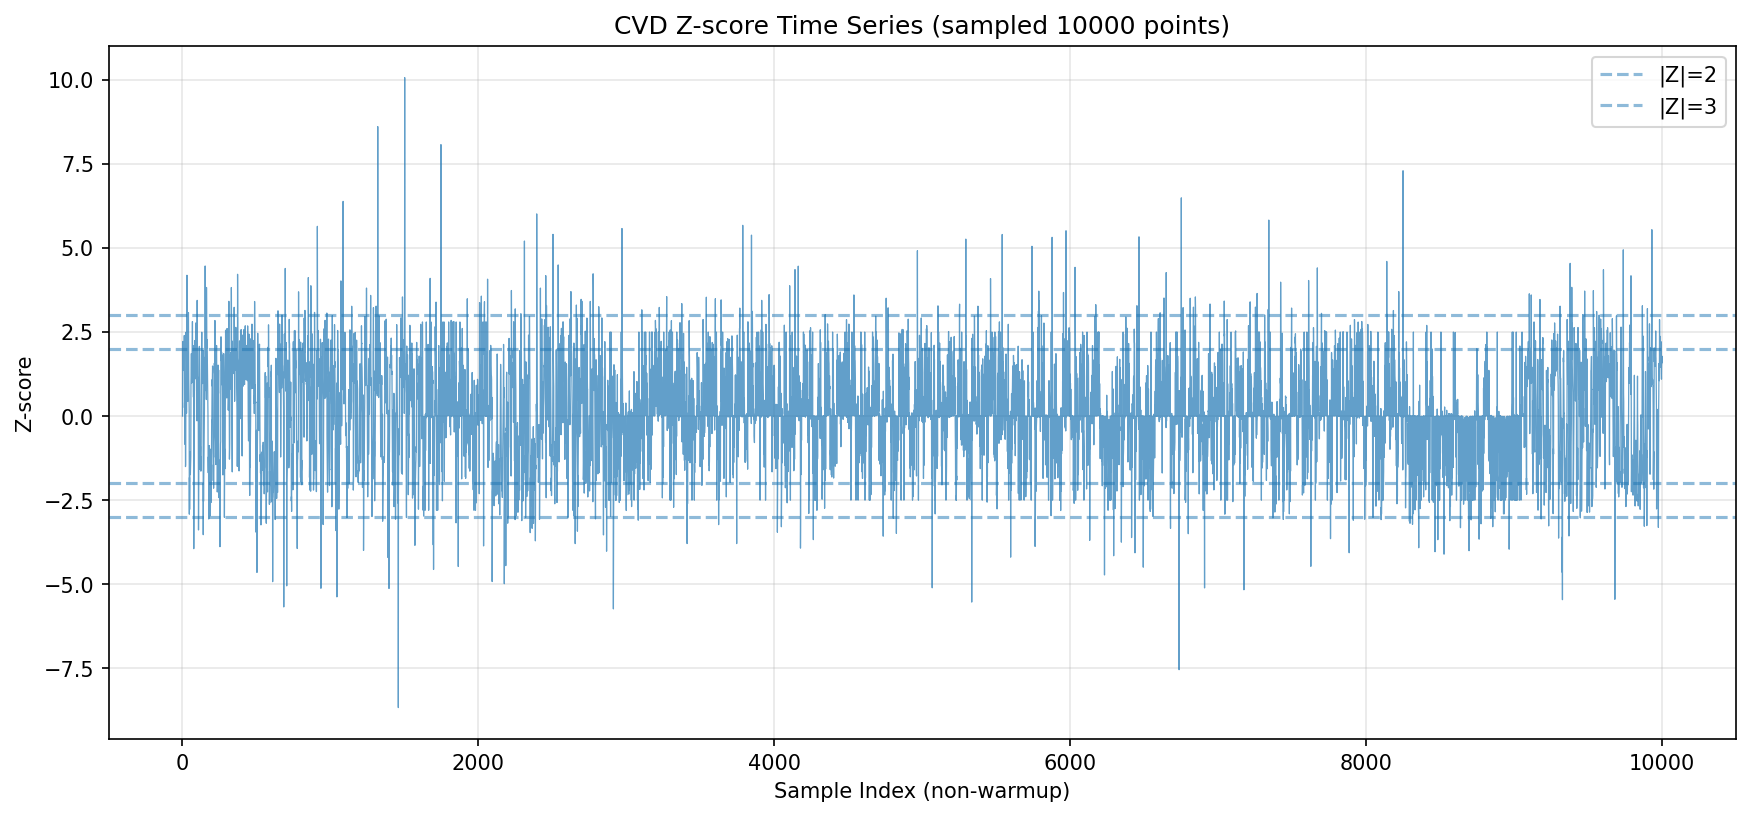 CVD Z-score Time Series (sampled 10000 points)
|Z|=2
|Z|=3
10.0
7.5
5.0
2.5
0.0
−2.5
−5.0
−7.5
Z-score
0 2000 4000 6000 8000 10000
Sample Index (non-warmup)